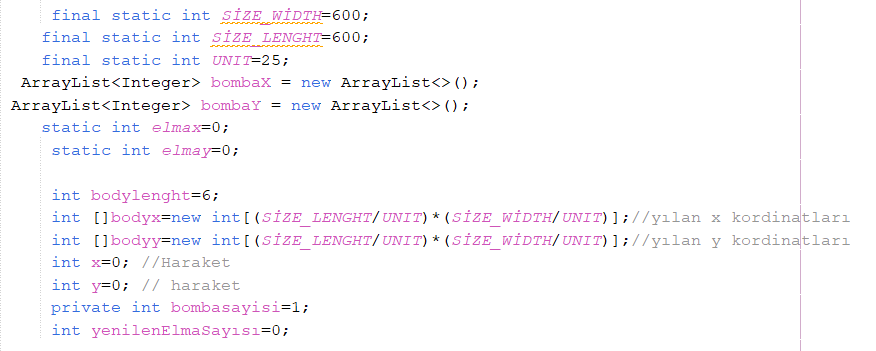 final static int SİZE_WİDTH=600;
final static int SİZE_LENGHT=600;
final static int UNIT=25;
ArrayList<Integer> bombaX = new ArrayList<>();
ArrayList<Integer> bombaY = new ArrayList<>();
static int elmax=0;
static int elmay=0;
int bodylenght=6;
int []bodyx=new int[(SİZE_LENGHT/UNIT)*(SİZE_WİDTH/UNIT)];//yılan x kordinatları
int []bodyy=new int[(SİZE_LENGHT/UNIT)*(SİZE_WİDTH/UNIT)];//yılan y kordinatları
int x=0; //Haraket
int y=0; // haraket
private int bombasayisi=1;
int yenilenElmaSayısı=0;